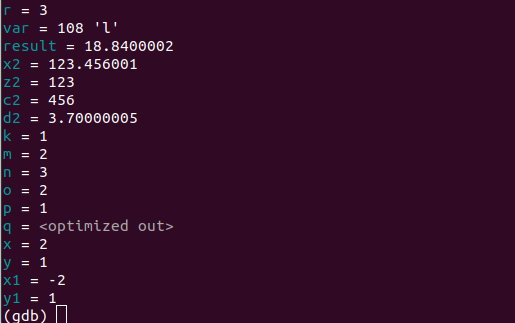 r = 3
var = 108 'l'
result = 18.8400002
x2 = 123.456001
z2 = 123
c2 = 456
d2 = 3.70000005
k = 1
m = 2
n = 3
o = 2
p = 1
q = <optimized out>
x = 2
y = 1
x1 = -2
y1 = 1
(gdb)